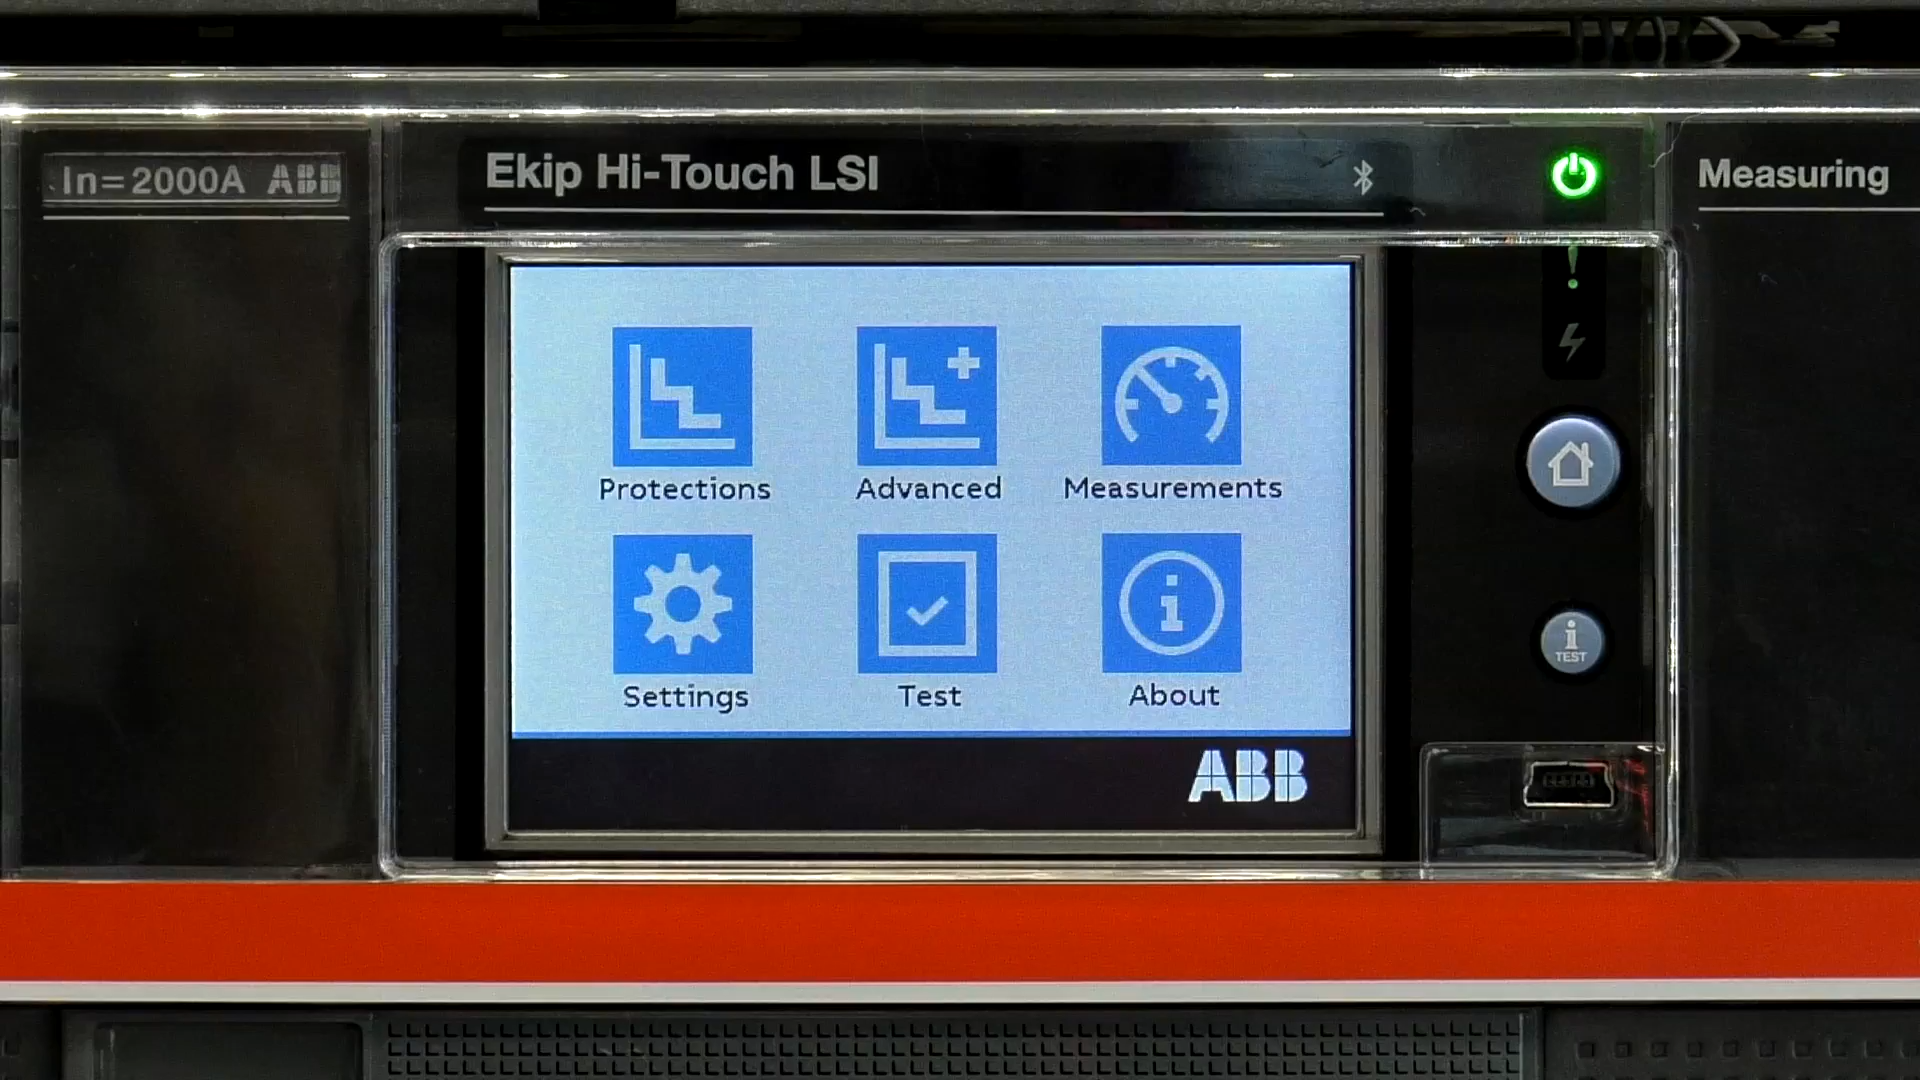 In=2000A ABB
Ekip Hi-Touch LSI
Measuring
Protections
Advanced
Measurements
Settings
Test
About
ABB
i
TEST